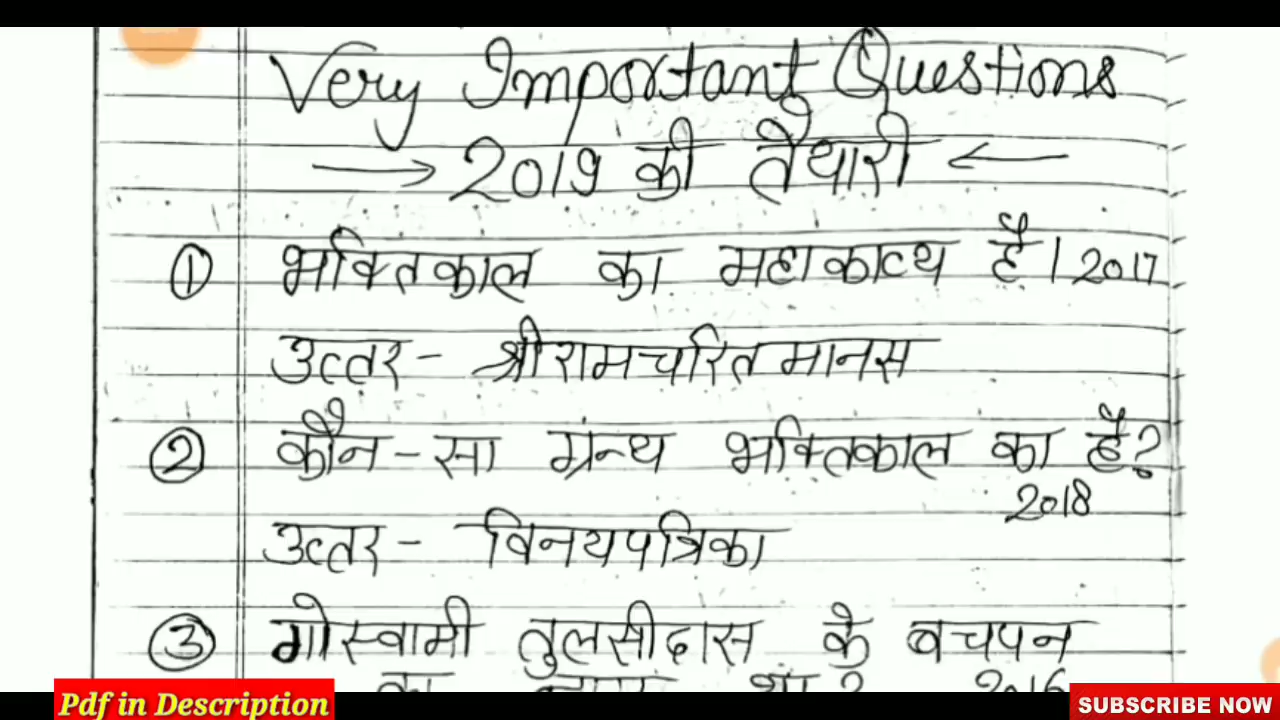 Very Important Questions
→ 2019 की तैयारी ←
① भक्तिकाल का महाकाव्य है। 2017
उत्तर - श्रीरामचरितमानस
② कौन-सा ग्रन्थ भक्तिकाल का है?
2018
उत्तर - विनयपत्रिका
③ गोस्वामी तुलसीदास के बचपन
का नाम था? 2016
Pdf in Description
SUBSCRIBE NOW